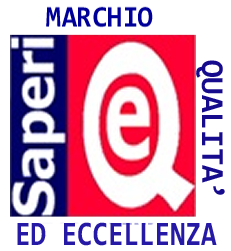 MARCHIO
Saperi
e
Q
QUALITA'
ED ECCELLENZA